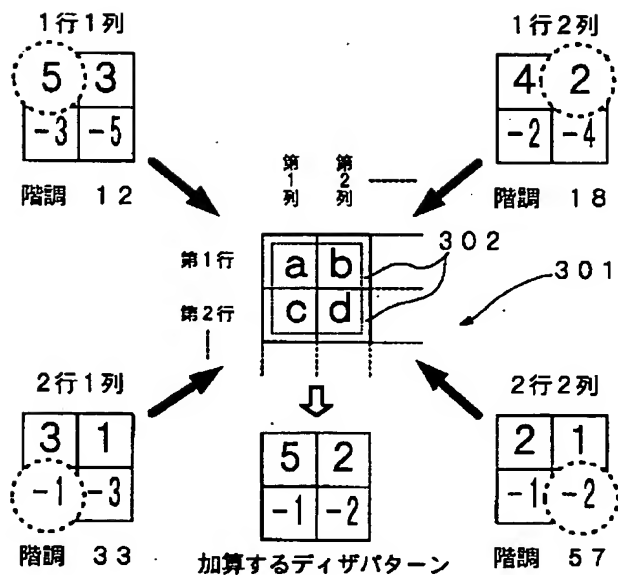 1行1列
5 3
-3 -5
階調 12
1行2列
4 2
-2 -4
階調 18
第1列
第2列
第1行
第2行
a b
c d
302
301
2行1列
3 1
-1 -3
階調 33
5 2
-1 -2
加算するディザパターン
2行2列
2 1
-1 -2
階調 57